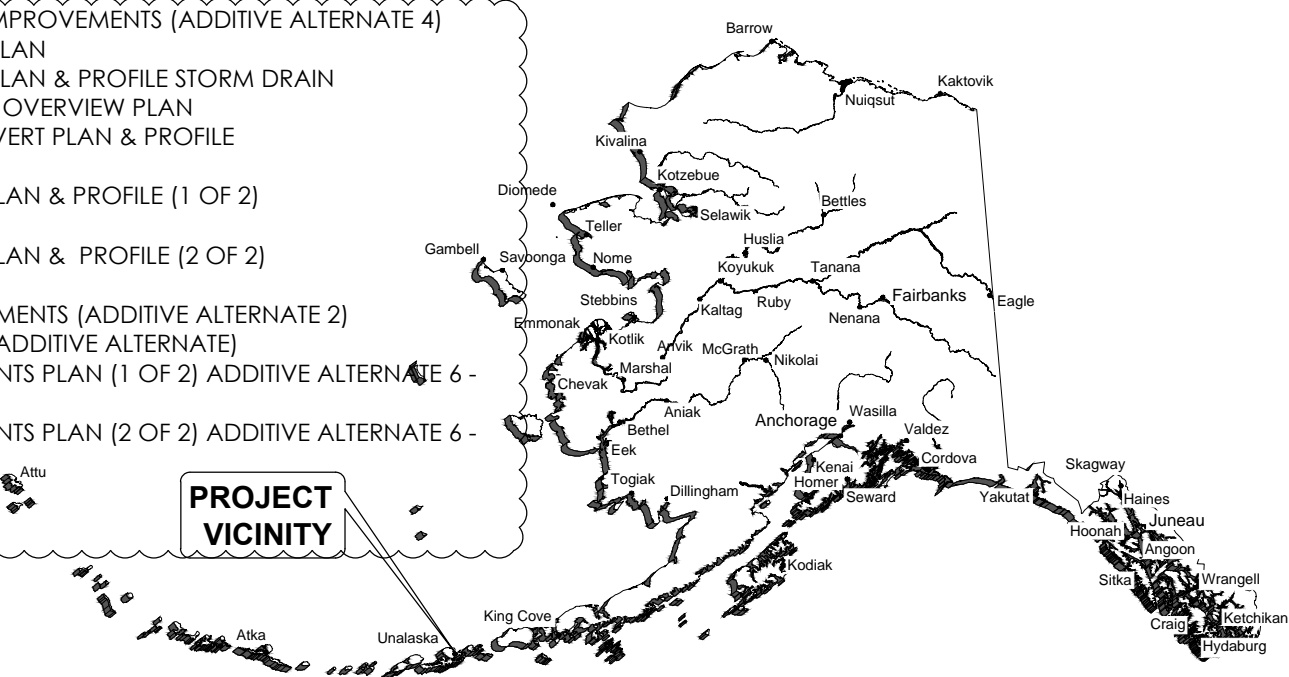 MPROVEMENTS (ADDITIVE ALTERNATE 4)
LAN
LAN & PROFILE STORM DRAIN
OVERVIEW PLAN
VERT PLAN & PROFILE
LAN & PROFILE (1 OF 2)
LAN &  PROFILE (2 OF 2)
MENTS (ADDITIVE ALTERNATE 2)
ADDITIVE ALTERNATE)
NTS PLAN (1 OF 2) ADDITIVE ALTERNATE 6 -
NTS PLAN (2 OF 2) ADDITIVE ALTERNATE 6 -
PROJECT
VICINITY
Barrow
Kaktovik
Nuiqsut
Kivalina
Kotzebue
Diomede
Selawik
Bettles
Teller
Huslia
Gambell
Savoonga
Nome
Koyukuk
Tanana
Stebbins
Kaltag
Ruby
Fairbanks
Eagle
Nenana
Emmonak
Kotlik
Anvik
McGrath
Nikolai
Marshal
Chevak
Aniak
Anchorage
Wasilla
Bethel
Valdez
Eek
Cordova
Kenai
Homer
Seward
Attu
Togiak
Dillingham
Yakutat
Skagway
Haines
Juneau
Hoonah
Angoon
Kodiak
Sitka
Wrangell
Craig
Ketchikan
Hydaburg
King Cove
Unalaska
Atka